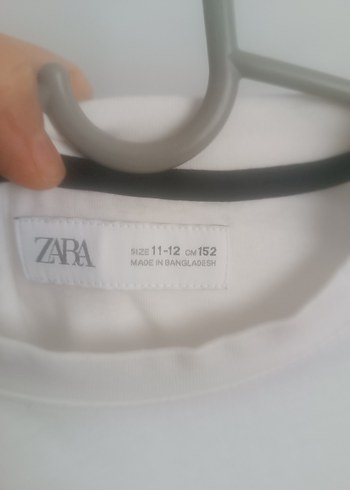 ZARA
SIZE 11-12 CM 152
MADE IN BANGLADESH